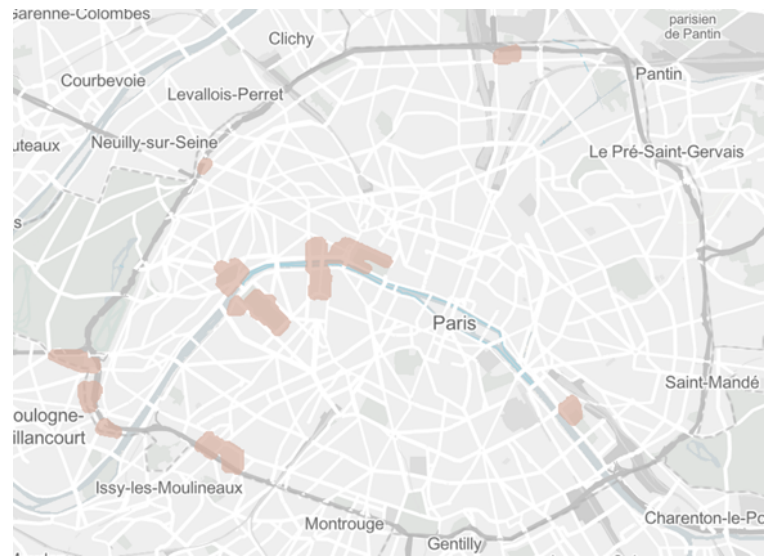 Garenne-Colombes
parisien
de Pantin
Clichy
Courbevoie
Pantin
Levallois-Perret
uteaux
Neuilly-sur-Seine
Le Pré-Saint-Gervais
s
Paris
Saint-Mandé
oulogne-
illancourt
Issy-les-Moulineaux
Montrouge
Gentilly
Charenton-le-Po